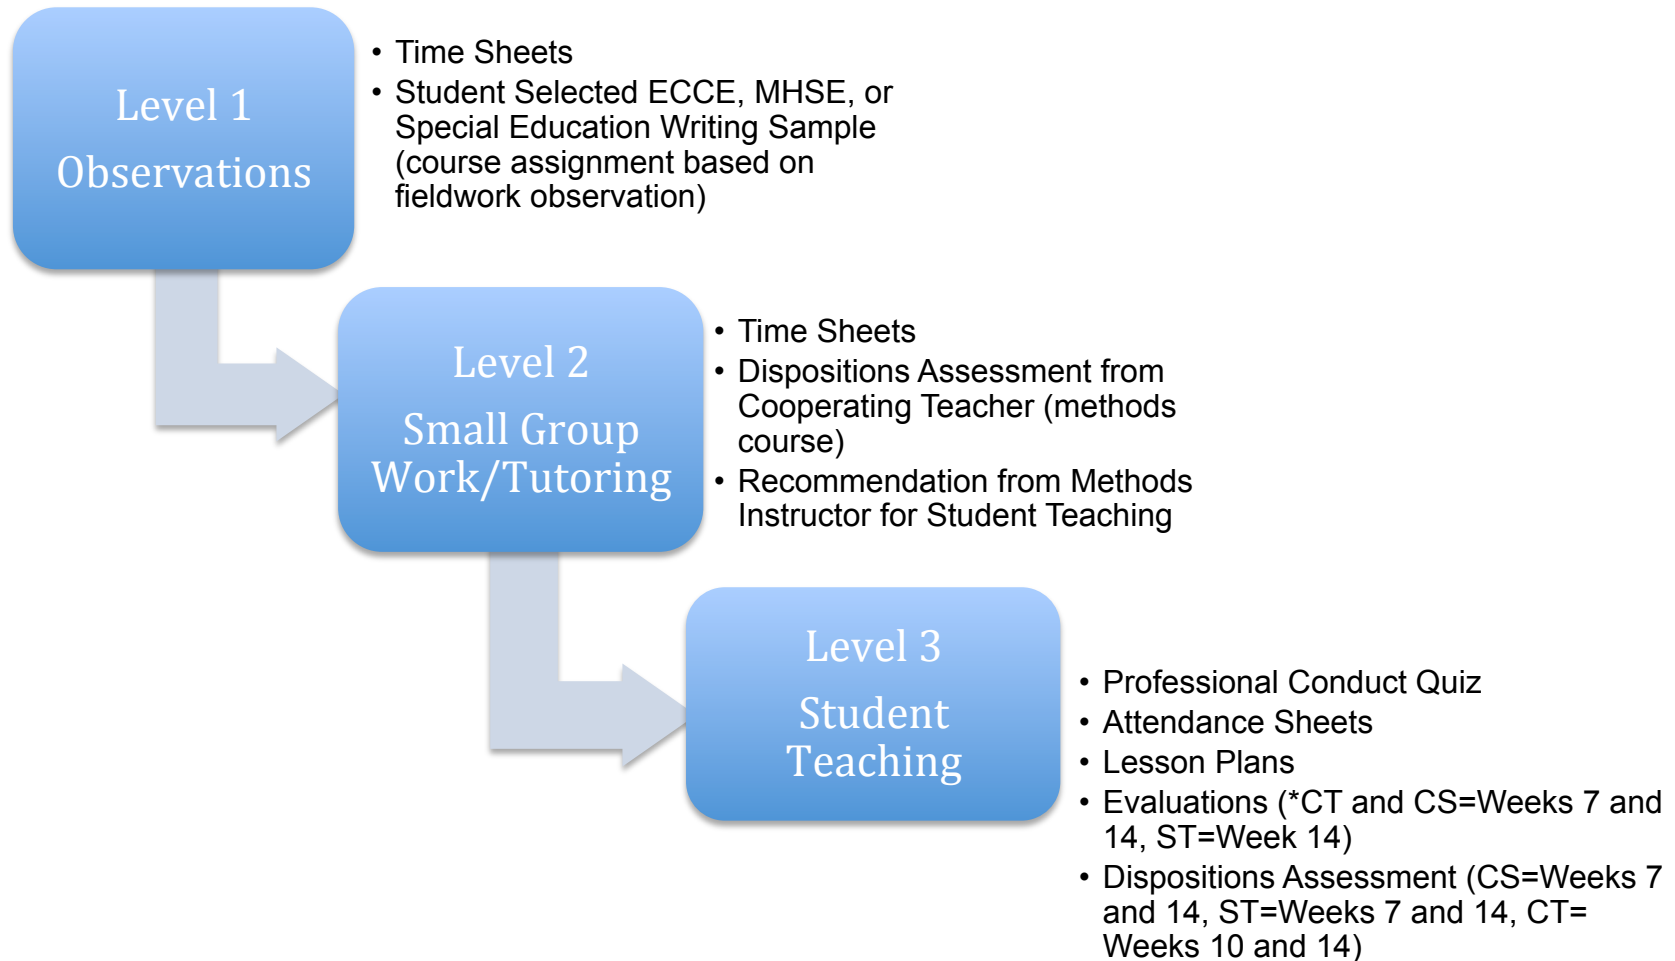 Level 1
Observations
• Time Sheets
• Student Selected ECCE, MHSE, or
Special Education Writing Sample
(course assignment based on
fieldwork observation)
Level 2
Small Group
Work/Tutoring
• Time Sheets
• Dispositions Assessment from
Cooperating Teacher (methods
course)
• Recommendation from Methods
Instructor for Student Teaching
Level 3
Student
Teaching
• Professional Conduct Quiz
• Attendance Sheets
• Lesson Plans
• Evaluations (*CT and CS=Weeks 7 and
14, ST=Week 14)
• Dispositions Assessment (CS=Weeks 7
and 14, ST=Weeks 7 and 14, CT=
Weeks 10 and 14)